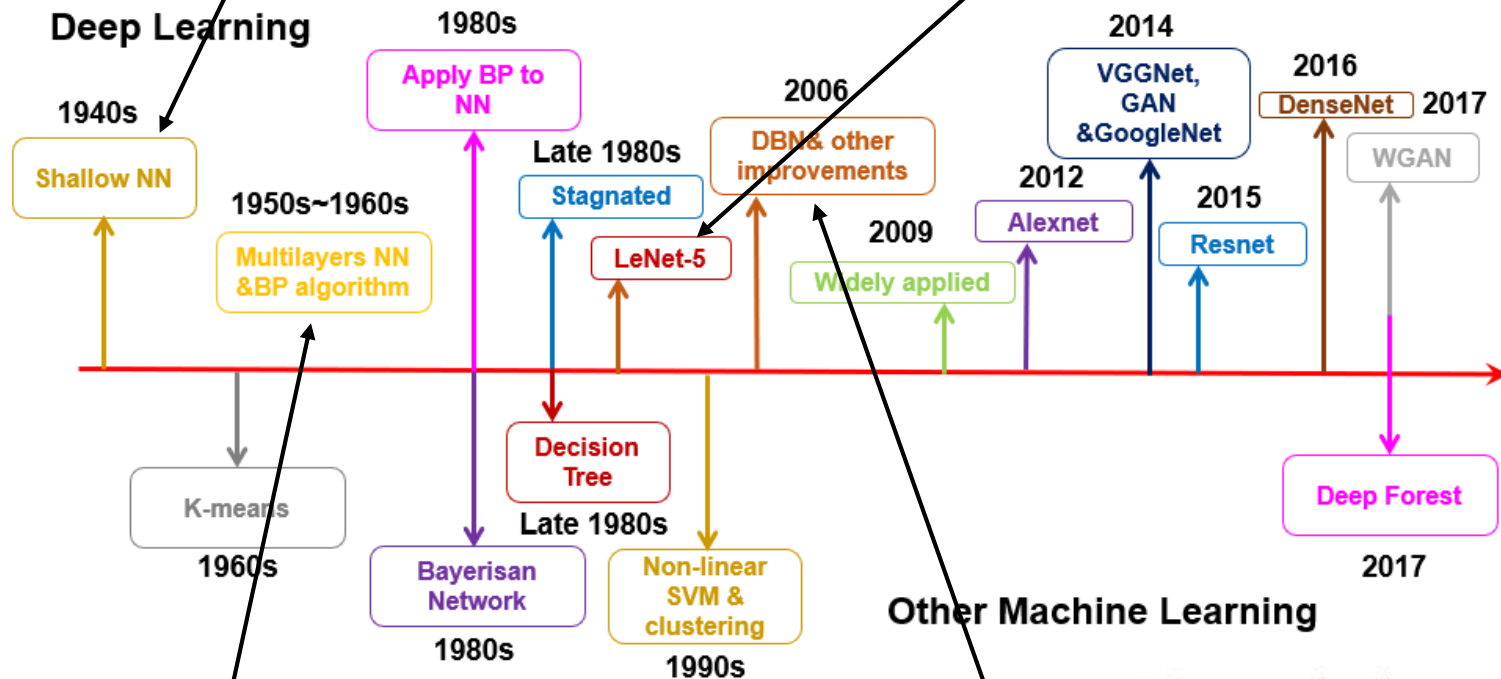 Deep Learning
1940s
Shallow NN
1950s~1960s
Multilayers NN
&BP algorithm
1980s
Apply BP to
NN
Late 1980s
Stagnated
LeNet-5
2006
DBN& other
improvements
2009
Widely applied
2012
Alexnet
2014
VGGNet,
GAN
&GoogleNet
2015
Resnet
2016
DenseNet
2017
WGAN
K-means
1960s
Bayerisan
Network
1980s
Decision
Tree
Late 1980s
Non-linear
SVM &
clustering
1990s
Deep Forest
2017
Other Machine Learning